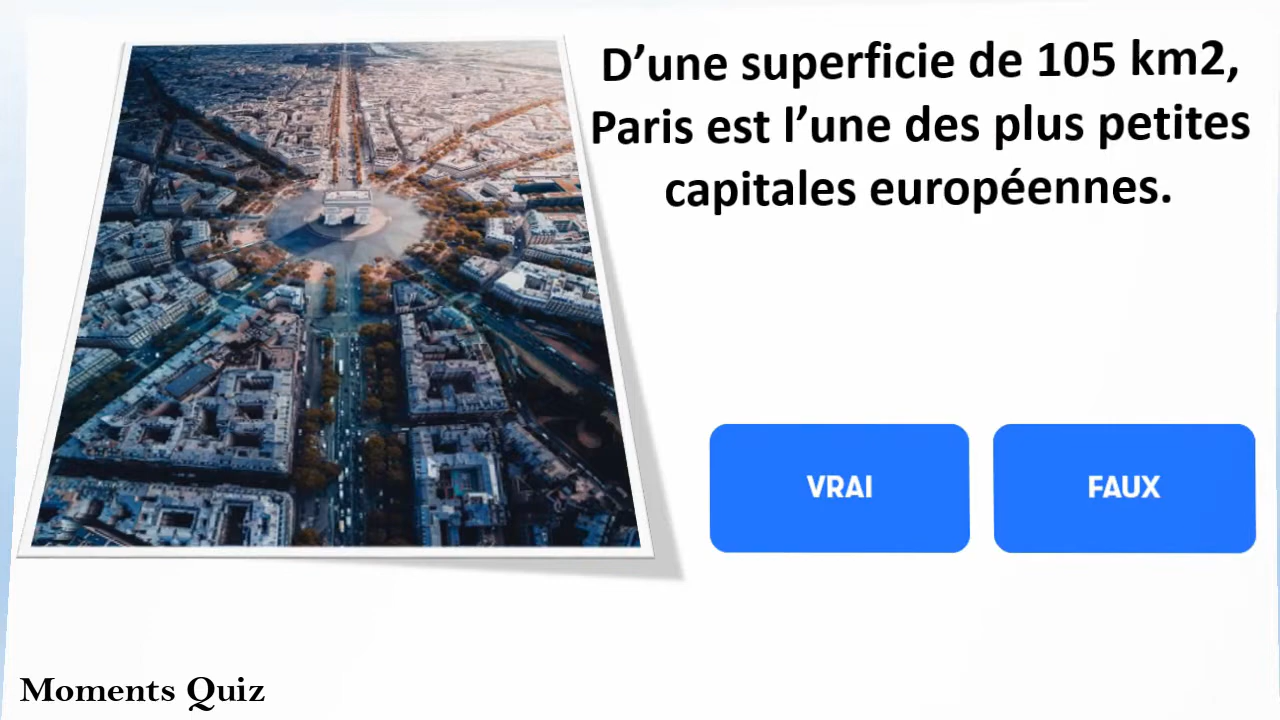 D’une superficie de 105 km2,
Paris est l’une des plus petites
capitales européennes.
VRAI
FAUX
Moments Quiz